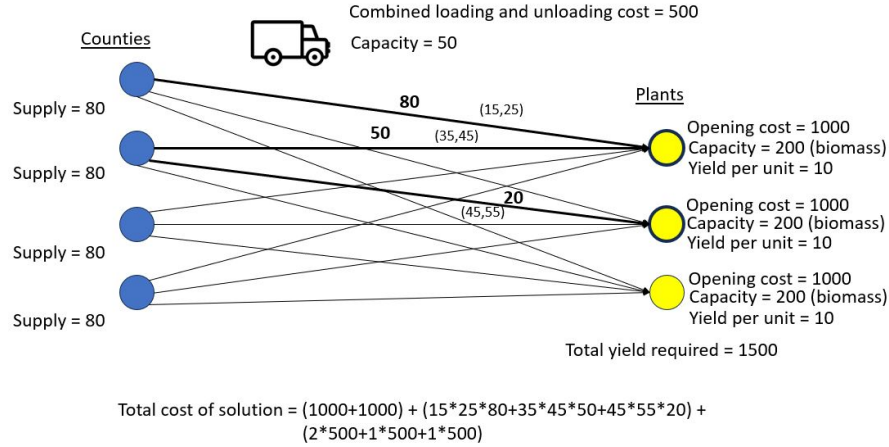 Combined loading and unloading cost = 500
Capacity = 50
Counties
Plants
Supply = 80
Supply = 80
Supply = 80
Supply = 80
80
(15,25)
50
(35,45)
20
(45,55)
Opening cost = 1000
Capacity = 200 (biomass)
Yield per unit = 10
Opening cost = 1000
Capacity = 200 (biomass)
Yield per unit = 10
Opening cost = 1000
Capacity = 200 (biomass)
Yield per unit = 10
Total yield required = 1500
Total cost of solution = (1000+1000) + (15*25*80+35*45*50+45*55*20) +
(2*500+1*500+1*500)